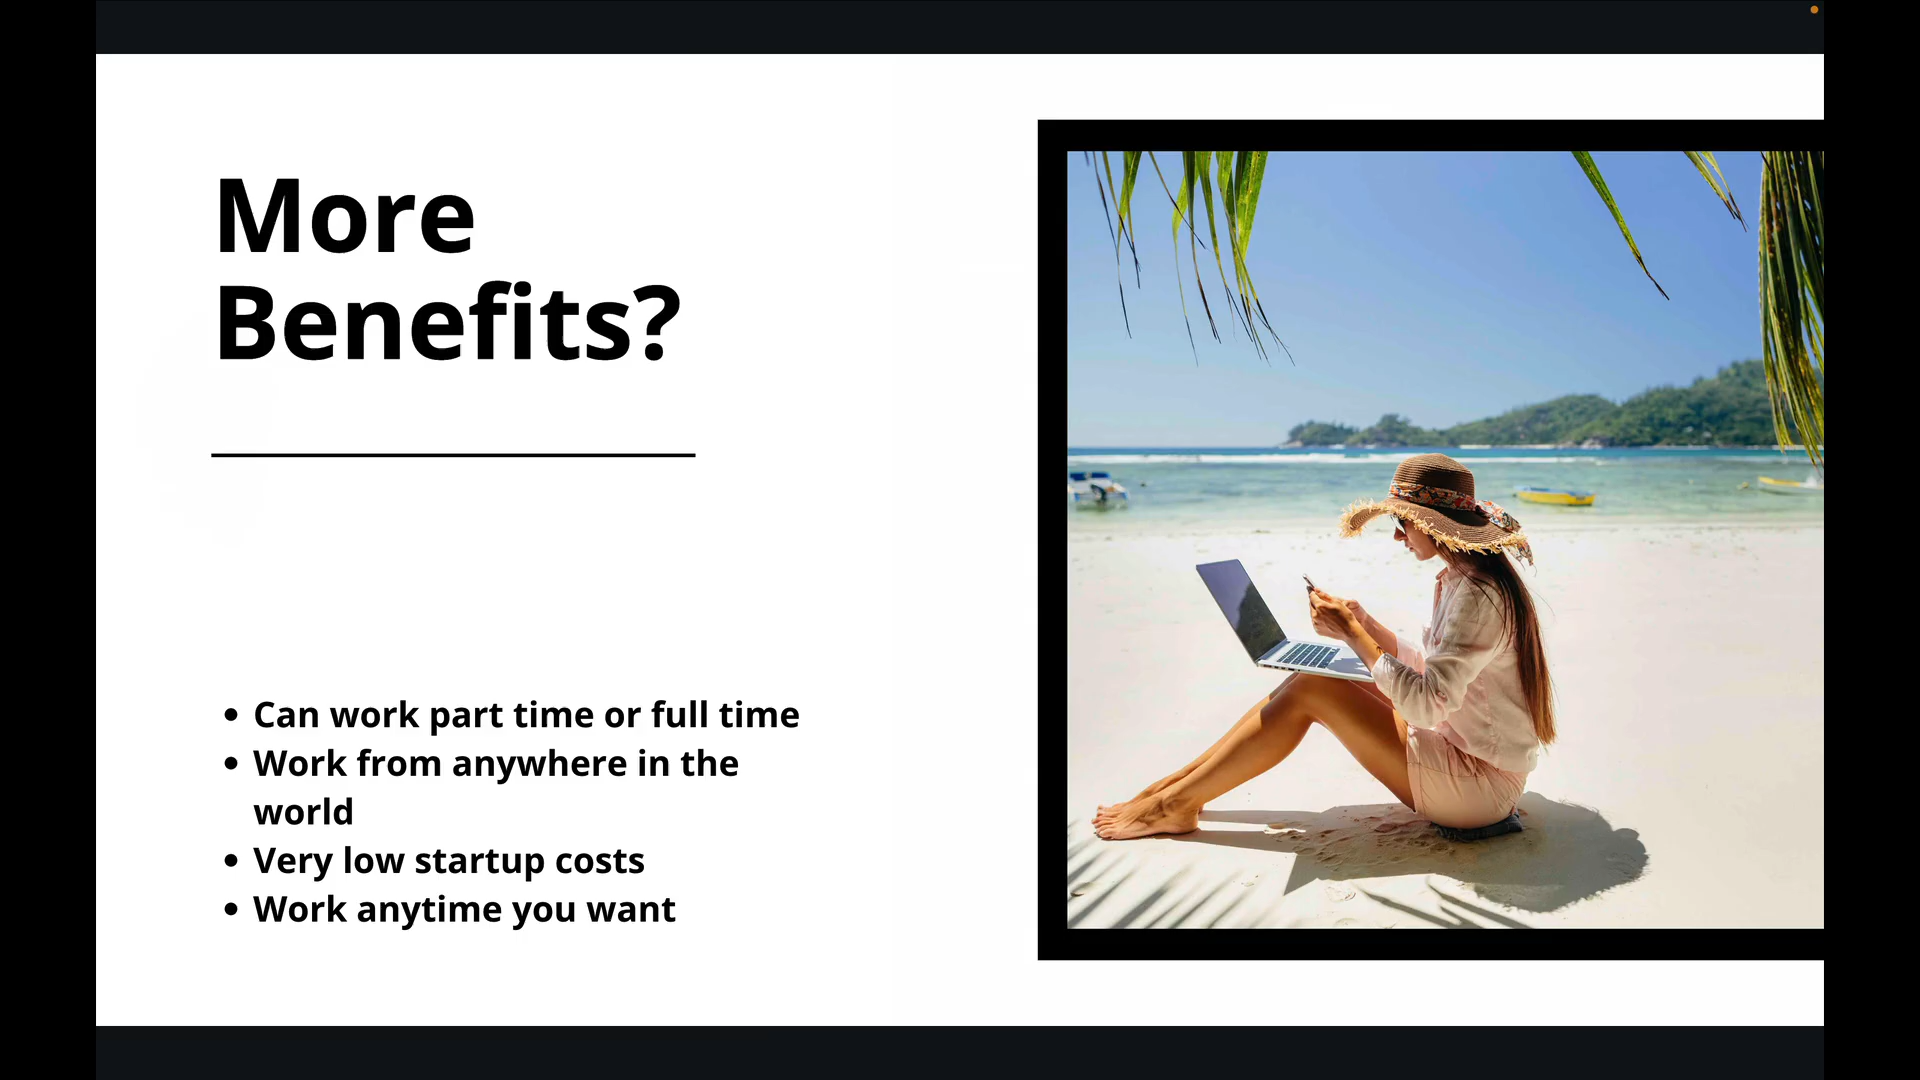 More
Benefits?
• Can work part time or full time
• Work from anywhere in the
world
• Very low startup costs
• Work anytime you want